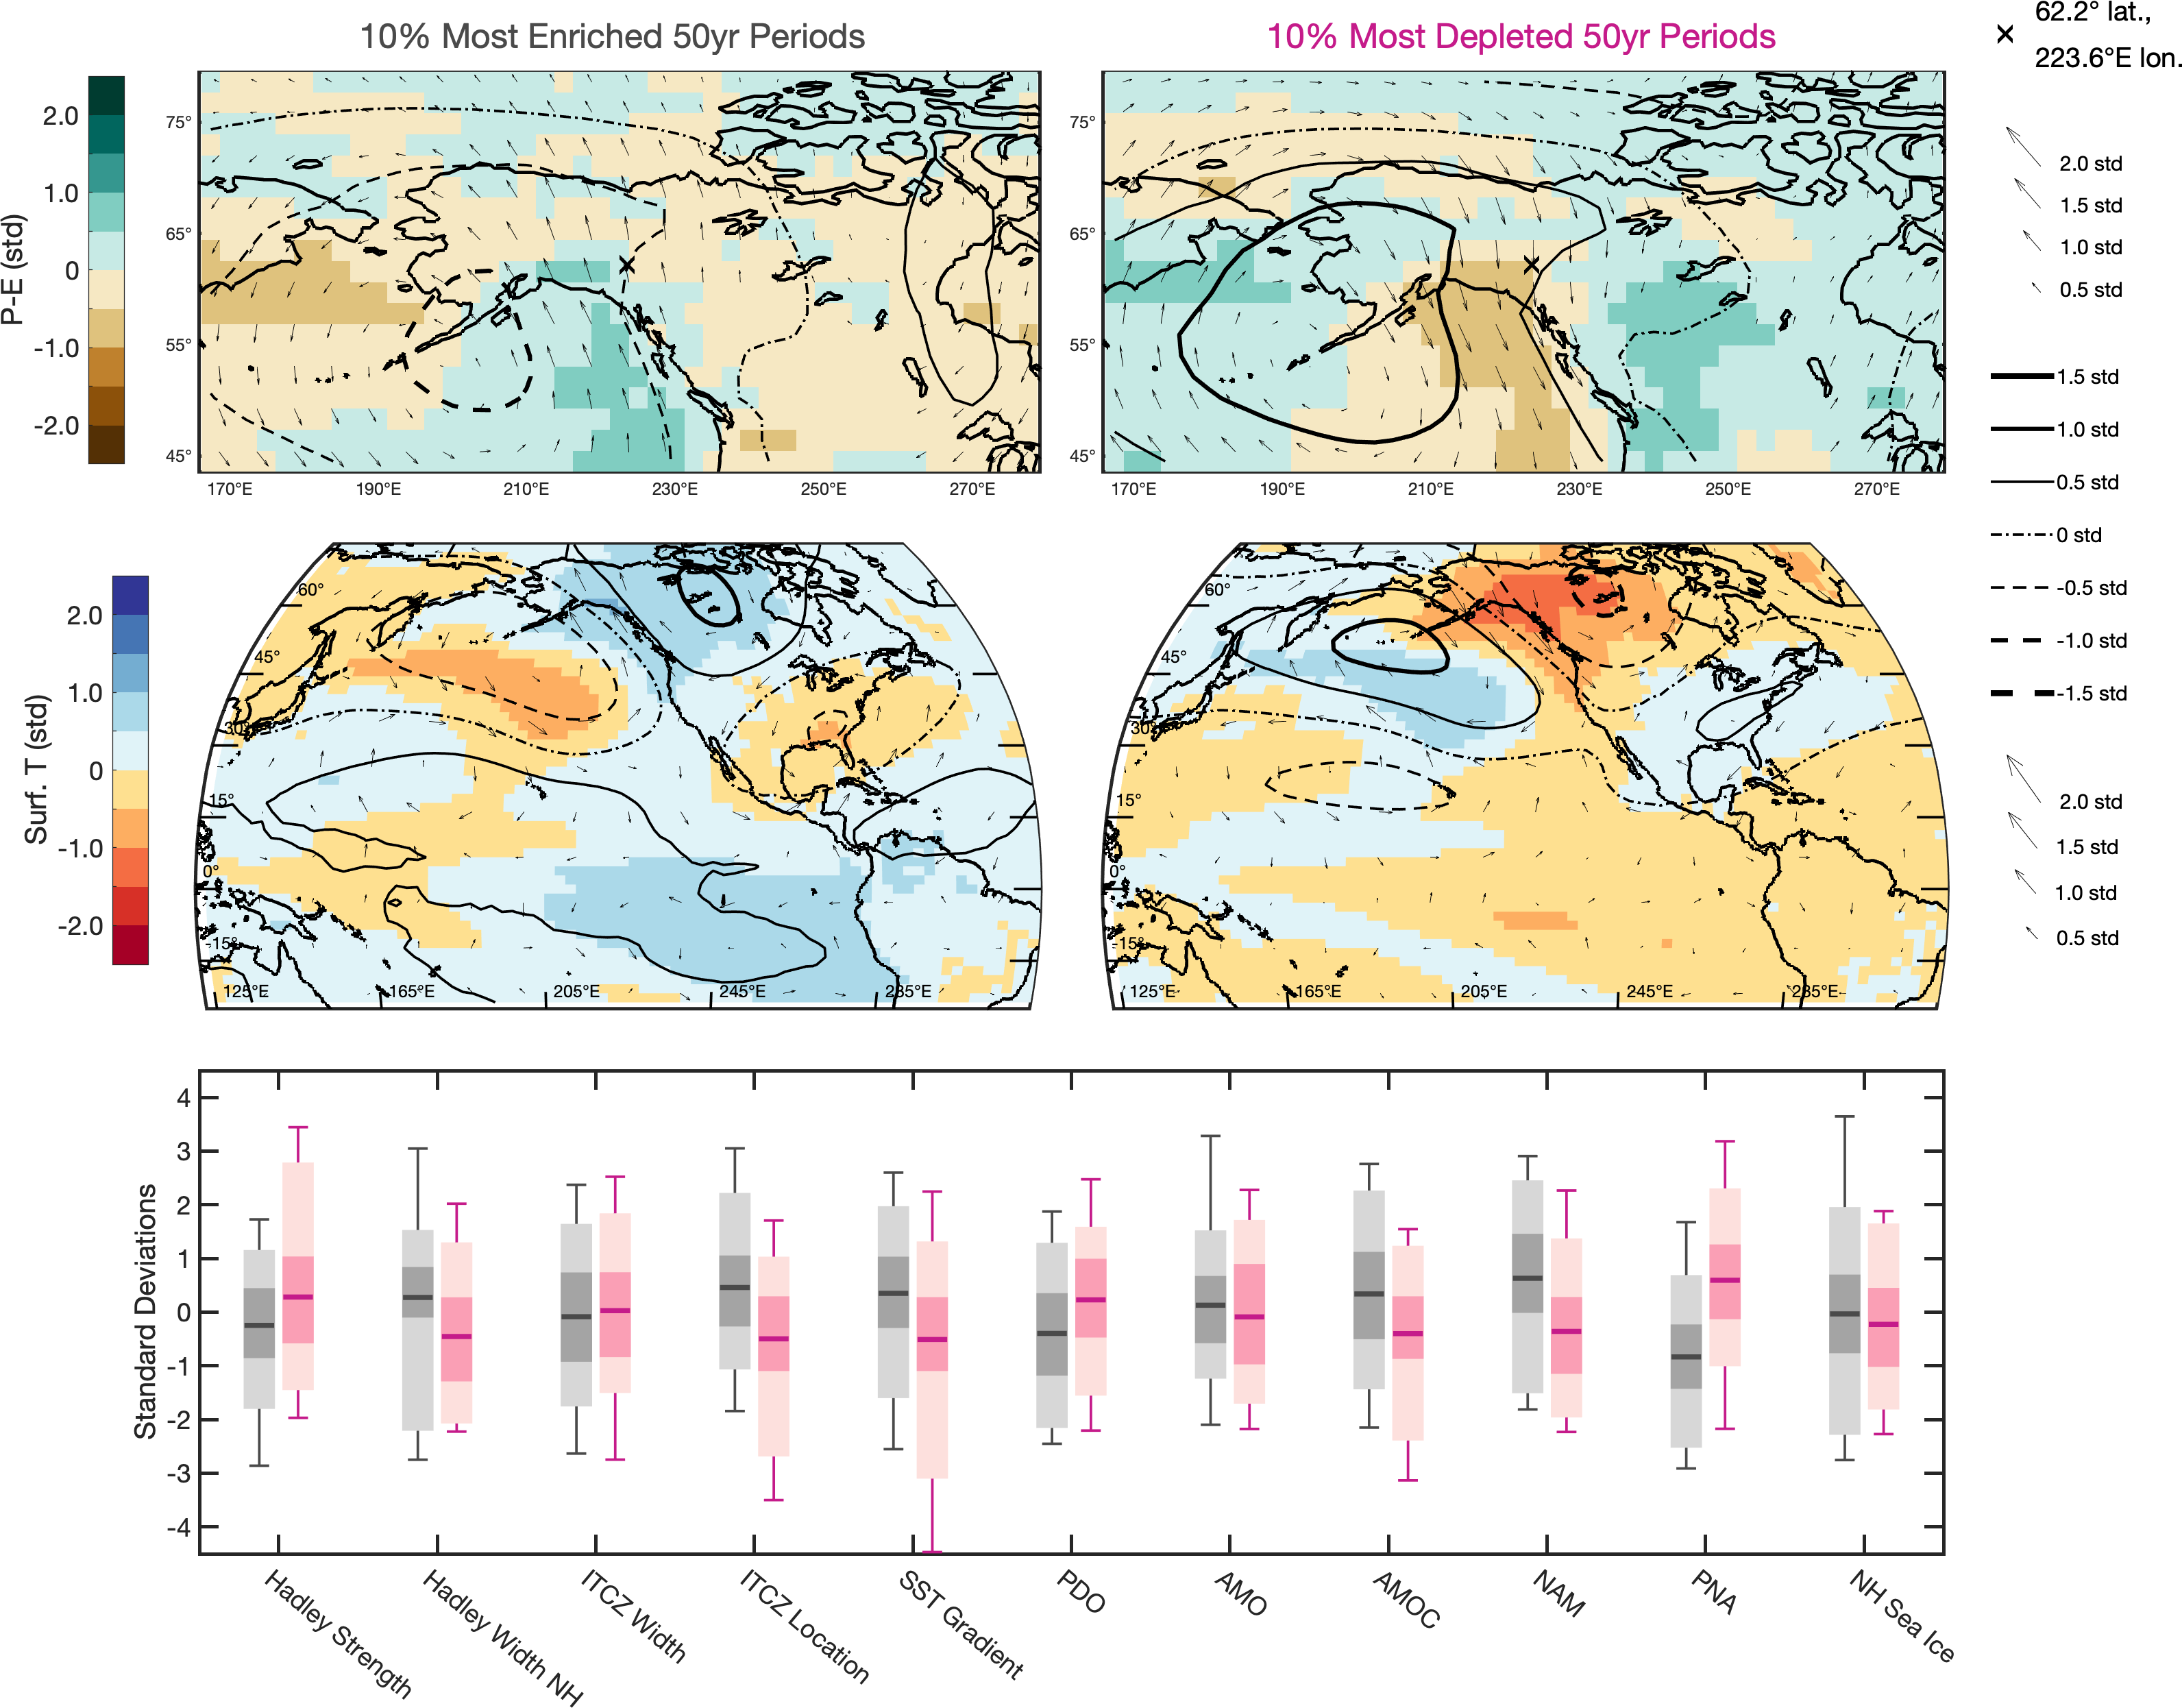 10% Most Enriched 50yr Periods
10% Most Depleted 50yr Periods
62.2° lat.,
223.6°E lon.
P-E (std)
2.0
1.0
0
-1.0
-2.0
75°
65°
55°
45°
170°E 190°E 210°E 230°E 250°E 270°E
75°
65°
55°
45°
170°E 190°E 210°E 230°E 250°E 270°E
2.0 std
1.5 std
1.0 std
0.5 std
1.5 std
1.0 std
0.5 std
0 std
-0.5 std
-1.0 std
-1.5 std
Surf. T (std)
2.0
1.0
0
-1.0
-2.0
60°
45°
30°
15°
0°
-15°
125°E 165°E 205°E 245°E 285°E
60°
45°
30°
15°
0°
-15°
125°E 165°E 205°E 245°E 285°E
2.0 std
1.5 std
1.0 std
0.5 std
Standard Deviations
4
3
2
1
0
-1
-2
-3
-4
Hadley Strength
Hadley Width NH
ITCZ Width
ITCZ Location
SST Gradient
PDO
AMO
AMOC
NAM
PNA
NH Sea Ice